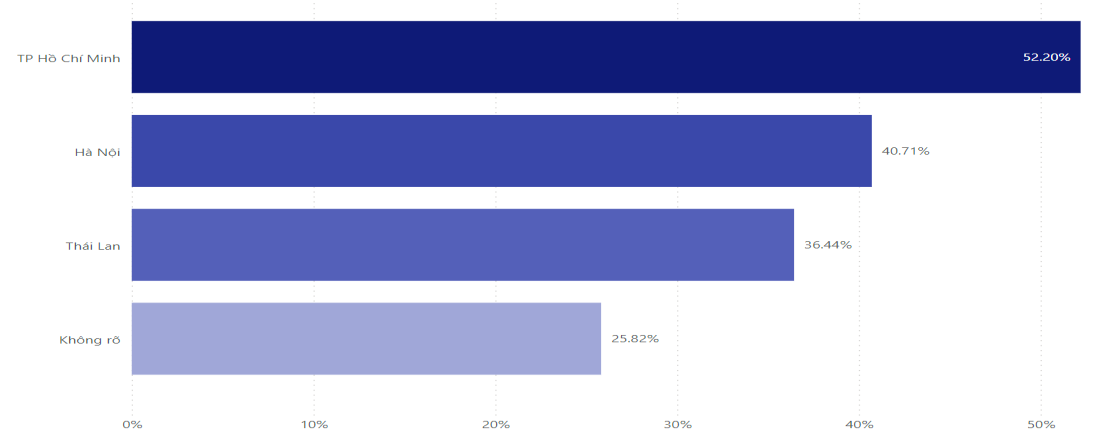 TP Hồ Chí Minh
52.20%
Hà Nội
40.71%
Thái Lan
36.44%
Không rõ
25.82%
0% 10% 20% 30% 40% 50%